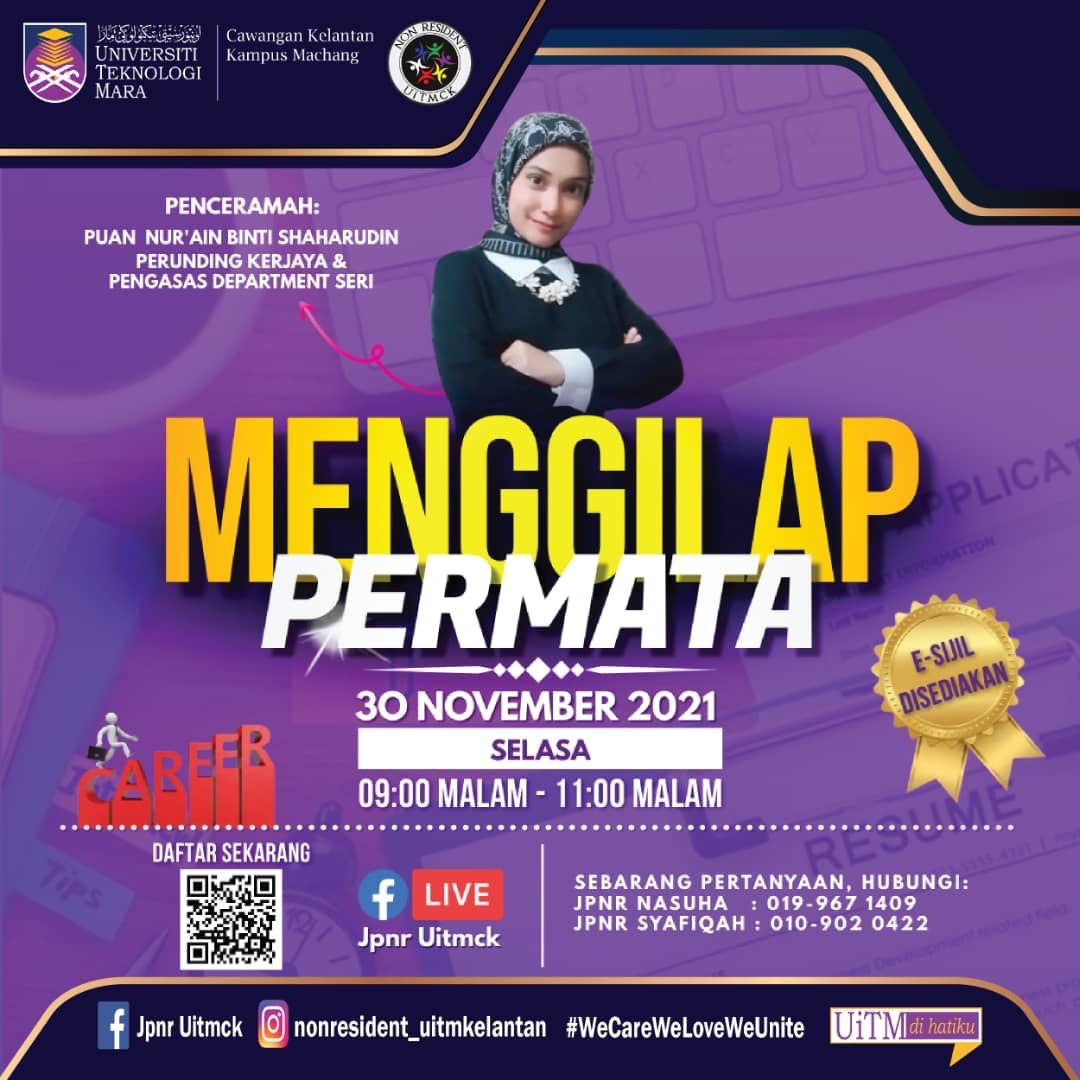 UNIVERSITI
TEKNOLOGI
MARA
Cawangan Kelantan
Kampus Machang
NON RESIDENT
UITMCK
PENCERAMAH:
PUAN NUR'AIN BINTI SHAHARUDIN
PERUNDING KERJAYA &
PENGASAS DEPARTMENT SERI
MENGGILAP
PERMATA
APPLICAT
INFORMATION
E-SIJIL
DISEDIAKAN
30 NOVEMBER 2021
SELASA
09:00 MALAM - 11:00 MALAM
CAREER
RESUME
Tips
DAFTAR SEKARANG
LIVE
Jpnr Uitmck
SEBARANG PERTANYAAN, HUBUNGI:
JPNR NASUHA : 019-967 1409
JPNR SYAFIQAH : 010-902 0422
Jpnr Uitmck
nonresident_uitmkelantan
#WeCareWeLoveWeUnite
UiTM di hatiku